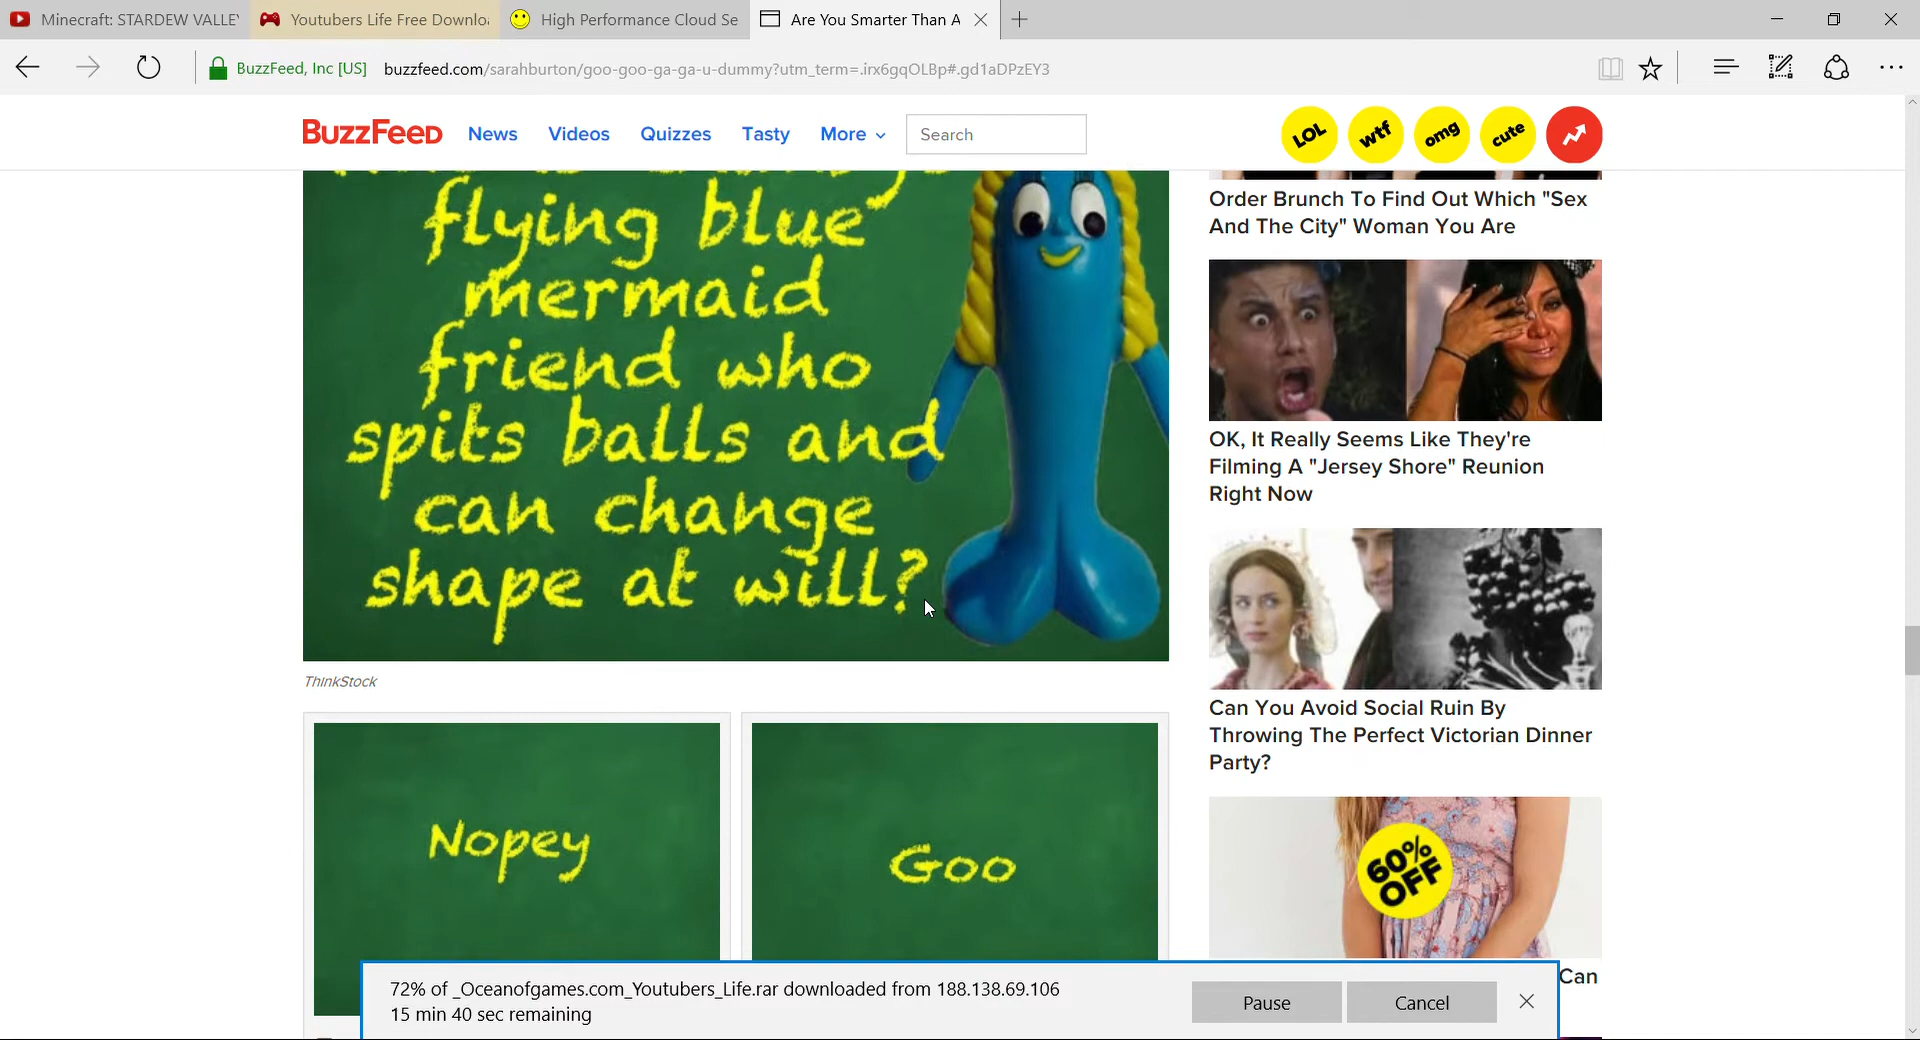 Minecraft: STARDEW VALLE
Youtubers Life Free Downlo
High Performance Cloud Se
Are You Smarter Than A
BuzzFeed, Inc [US]
buzzfeed.com/sarahburton/goo-goo-ga-ga-u-dummy?utm_term=.irx6gqOLBp#.gd1aDPzEY3
BuzzFeed
News
Videos
Quizzes
Tasty
More
Search
LOL
wtf
omg
cute
flying blue
mermaid
friend who
spits balls and
can change
shape at will?
ThinkStock
Nopey
Goo
Order Brunch To Find Out Which "Sex
And The City" Woman You Are
OK, It Really Seems Like They're
Filming A "Jersey Shore" Reunion
Right Now
Can You Avoid Social Ruin By
Throwing The Perfect Victorian Dinner
Party?
60%
OFF
Can
72% of _Oceanofgames.com_Youtubers_Life.rar downloaded from 188.138.69.106
15 min 40 sec remaining
Pause
Cancel